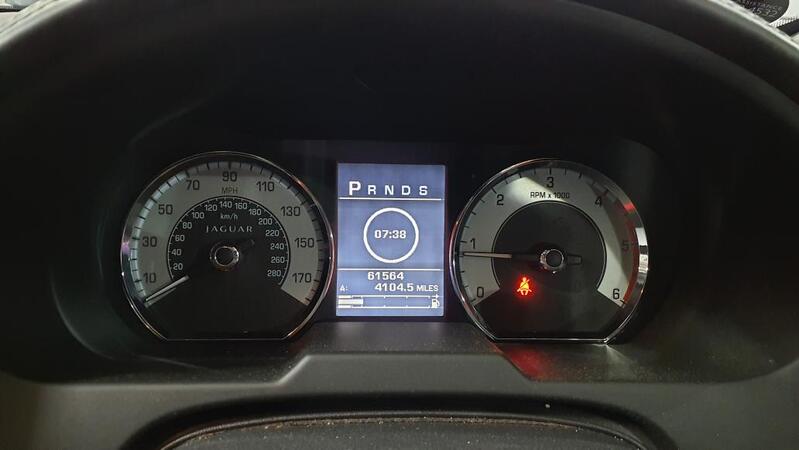 ASSISTANCE
4532
10 30 50 70 90 110 130 150 170
MPH
20 40 60 80 100 120 140 160 180 200 220 240 260 280
km/h
JAGUAR
P R N D S
07:38
61564
A: 4104.5 MILES
0 1 2 3 4 5 6
RPM x 1000